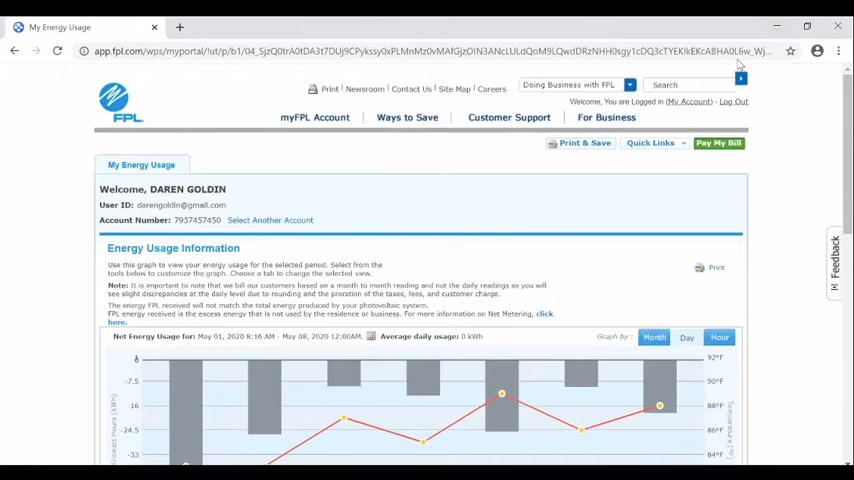 My Energy Usage
app.fpl.com/wps/myportal/!ut/p/b1/04_SjzQ0trA0tDA3t7DUj9CPykssy0xPLMnMz0vMAfGjzOIN3ANcLULdQoM9LQwdDRzNHH0sgy1cDQ3cTYEKIkEKcABHA0L6w_Wj...
Print
Newsroom
Contact Us
Site Map
Careers
Doing Business with FPL
Search
Welcome, You are Logged in (My Account) - Log Out
FPL
myFPL Account
Ways to Save
Customer Support
For Business
Print & Save
Quick Links
Pay My Bill
My Energy Usage
Welcome, DAREN GOLDIN
User ID: darengoldin@gmail.com
Account Number: 7937457450 Select Another Account
Energy Usage Information
Use this graph to view your energy usage for the selected period. Select from the
tools below to customize the graph. Choose a tab to change the selected view.
Print
Note: It is important to note that we bill our customers based on a month to month reading and not the daily readings so you will
see slight discrepancies at the daily level due to rounding and the proration of the taxes, fees, and customer charge.
The energy FPL received will not match the total energy produced by your photovoltaic system.
FPL energy received is the excess energy that is not used by the residence or business. For more information on Net Metering, click
here.
Net Energy Usage for: May 01, 2020 8:16 AM - May 08, 2020 12:00AM.
Average daily usage: 0 kWh
Graph by:
Month
Day
Hour
92°F
-7.5
90°F
-16
88°F
-24.5
86°F
-33
84°F
Kilowatt Hours (kWh)
Temperature (°F)
Feedback